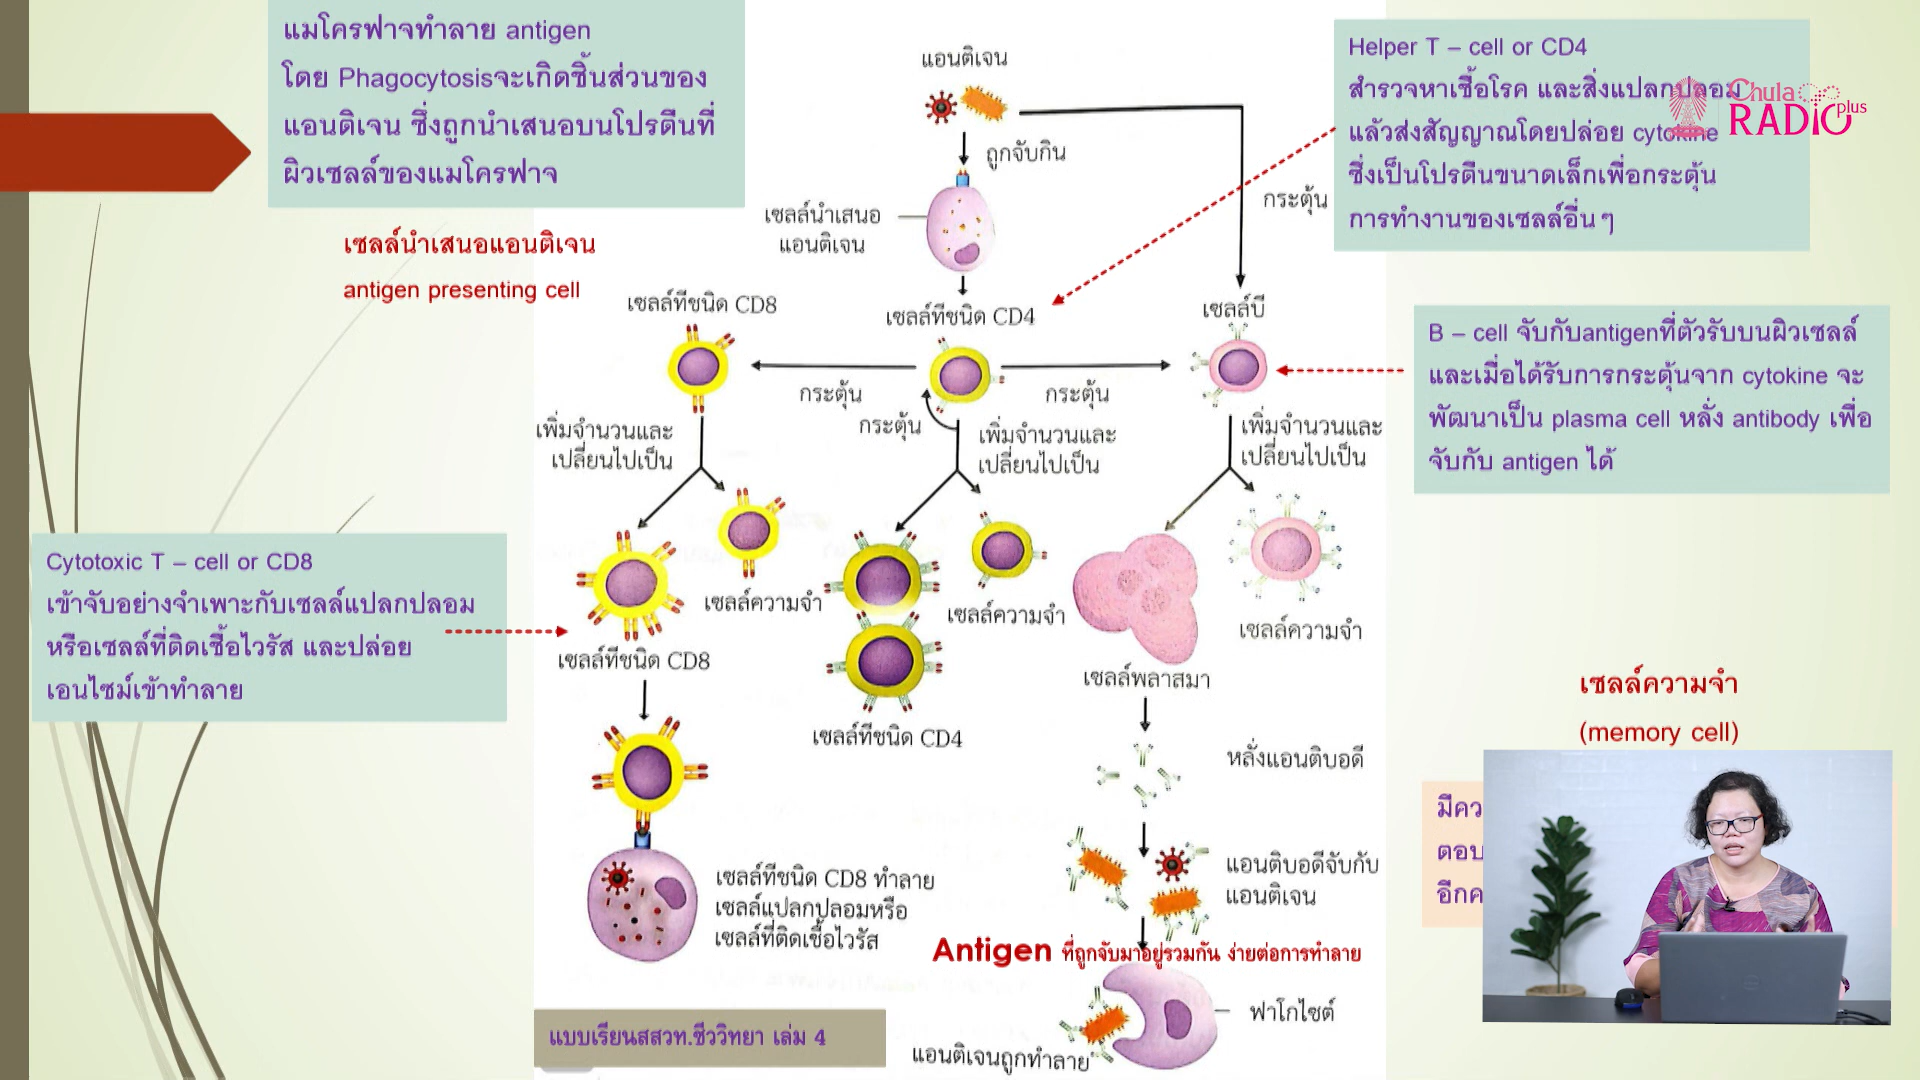 แมโครฟาจทำลาย antigen
โดย Phagocytosisจะเกิดชิ้นส่วนของ
แอนติเจน ซึ่งถูกนำเสนอบนโปรตีนที่
ผิวเซลล์ของแมโครฟาจ
เซลล์นำเสนอแอนติเจน
antigen presenting cell
แอนติเจน
ถูกจับกิน
เซลล์นำเสนอ
แอนติเจน
กระตุ้น
Helper T – cell or CD4
สำรวจหาเชื้อโรค และสิ่งแปลกปลอม
แล้วส่งสัญญาณโดยปล่อย cytokine
ซึ่งเป็นโปรตีนขนาดเล็กเพื่อกระตุ้น
การทำงานของเซลล์อื่นๆ
Chula
RADIO plus
เซลล์ทีชนิด CD8
เซลล์ทีชนิด CD4
เซลล์บี
กระตุ้น
กระตุ้น
กระตุ้น
เพิ่มจำนวนและ
เปลี่ยนไปเป็น
เพิ่มจำนวนและ
เปลี่ยนไปเป็น
เพิ่มจำนวนและ
เปลี่ยนไปเป็น
B – cell จับกับantigenที่ตัวรับบนผิวเซลล์
และเมื่อได้รับการกระตุ้นจาก cytokine จะ
พัฒนาเป็น plasma cell หลั่ง antibody เพื่อ
จับกับ antigen ได้
Cytotoxic T – cell or CD8
เข้าจับอย่างจำเพาะกับเซลล์แปลกปลอม
หรือเซลล์ที่ติดเชื้อไวรัส และปล่อย
เอนไซม์เข้าทำลาย
เซลล์ความจำ
เซลล์ความจำ
เซลล์ความจำ
เซลล์ทีชนิด CD8
เซลล์ทีชนิด CD4
เซลล์พลาสมา
หลั่งแอนติบอดี
เซลล์ความจำ
(memory cell)
มีคว
ตอบ
อีกค
เซลล์ทีชนิด CD8 ทำลาย
เซลล์แปลกปลอมหรือ
เซลล์ที่ติดเชื้อไวรัส
แอนติบอดีจับกับ
แอนติเจน
Antigen ที่ถูกจับมาอยู่รวมกัน ง่ายต่อการทำลาย
ฟาโกไซต์
แอนติเจนถูกทำลาย
แบบเรียนสสวท.ชีววิทยา เล่ม 4